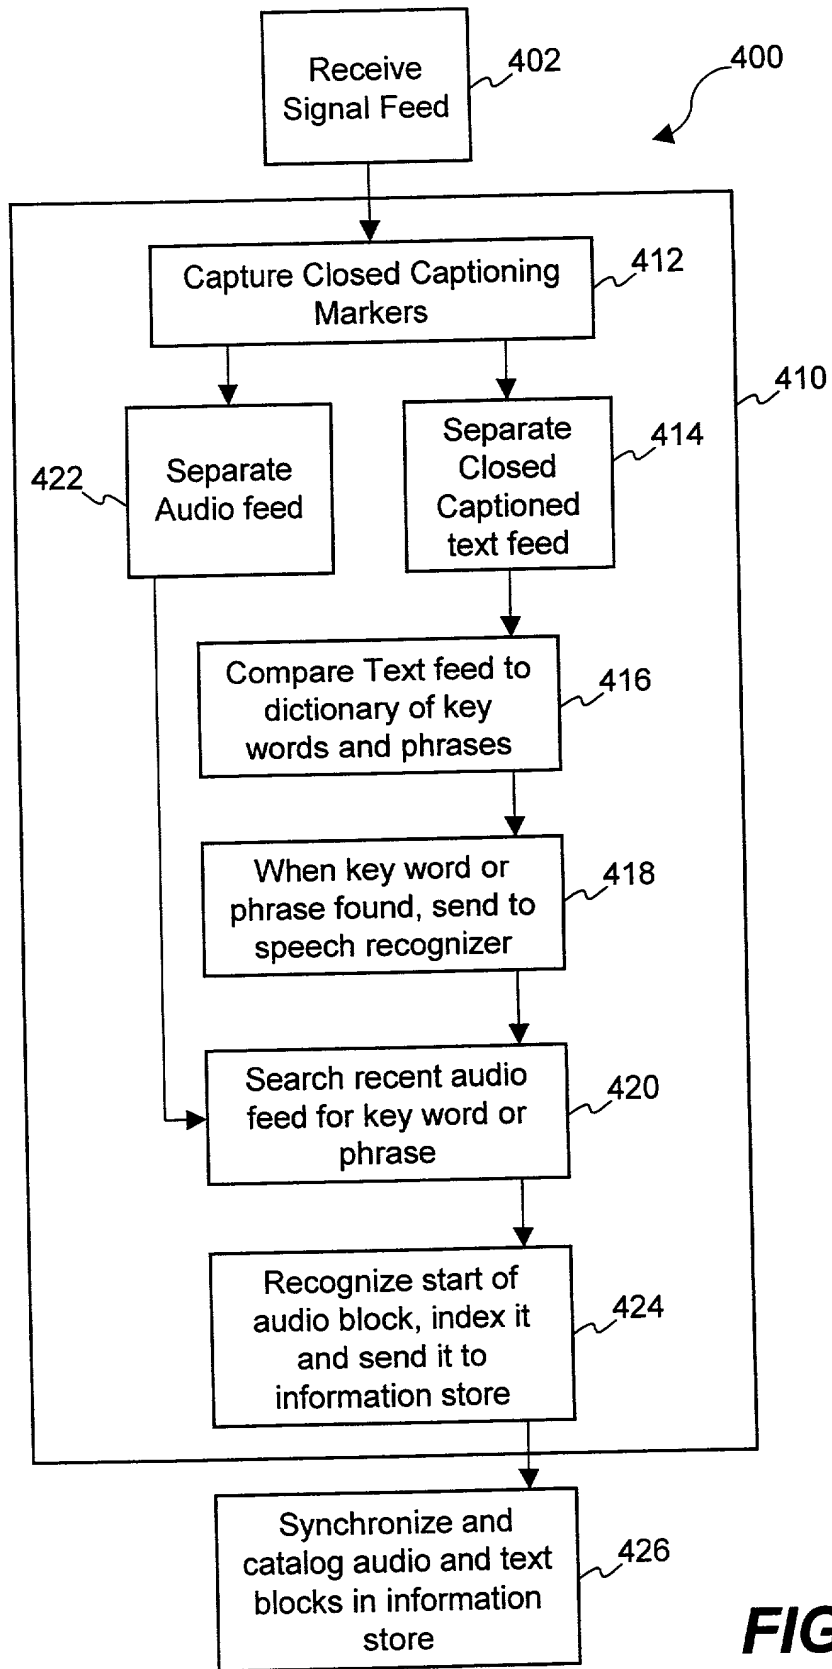 Receive
Signal Feed
402
400
Capture Closed Captioning
Markers
412
410
Separate
Audio feed
422
Separate
Closed
Captioned
text feed
414
Compare Text feed to
dictionary of key
words and phrases
416
When key word or
phrase found, send to
speech recognizer
418
Search recent audio
feed for key word or
phrase
420
Recognize start of
audio block, index it
and send it to
information store
424
Synchronize and
catalog audio and text
blocks in information
store
426
FIG